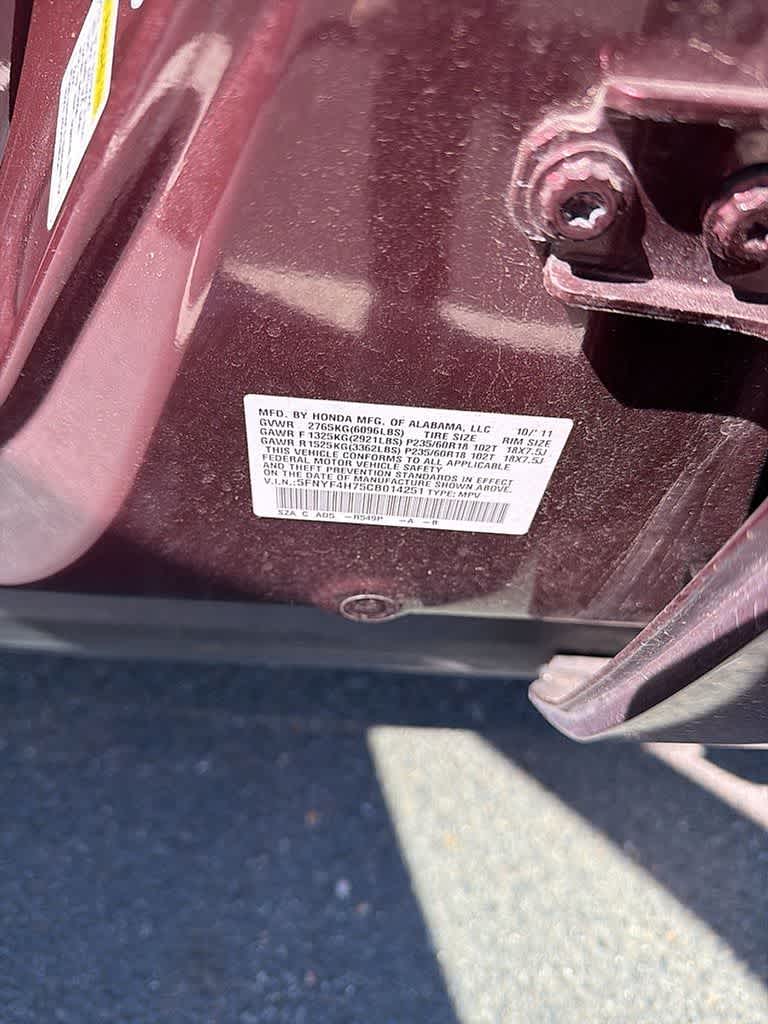 MFD. BY HONDA MFG. OF ALABAMA, LLC 10/'11
GVWR 2765KG(6096LBS) TIRE SIZE RIM SIZE
GAWR F 1325KG(2921LBS) P235/60R18 102T 18X7.5J
GAWR R 1525KG(3362LBS) P235/60R18 102T 18X7.5J
THIS VEHICLE CONFORMS TO ALL APPLICABLE
FEDERAL MOTOR VEHICLE SAFETY
AND THEFT PREVENTION STANDARDS IN EFFECT
ON THE DATE OF MANUFACTURE SHOWN ABOVE.
V.I.N.:5FNYF4H75CB014251 TYPE: MPV
SZA C A05 -R549P -A -B